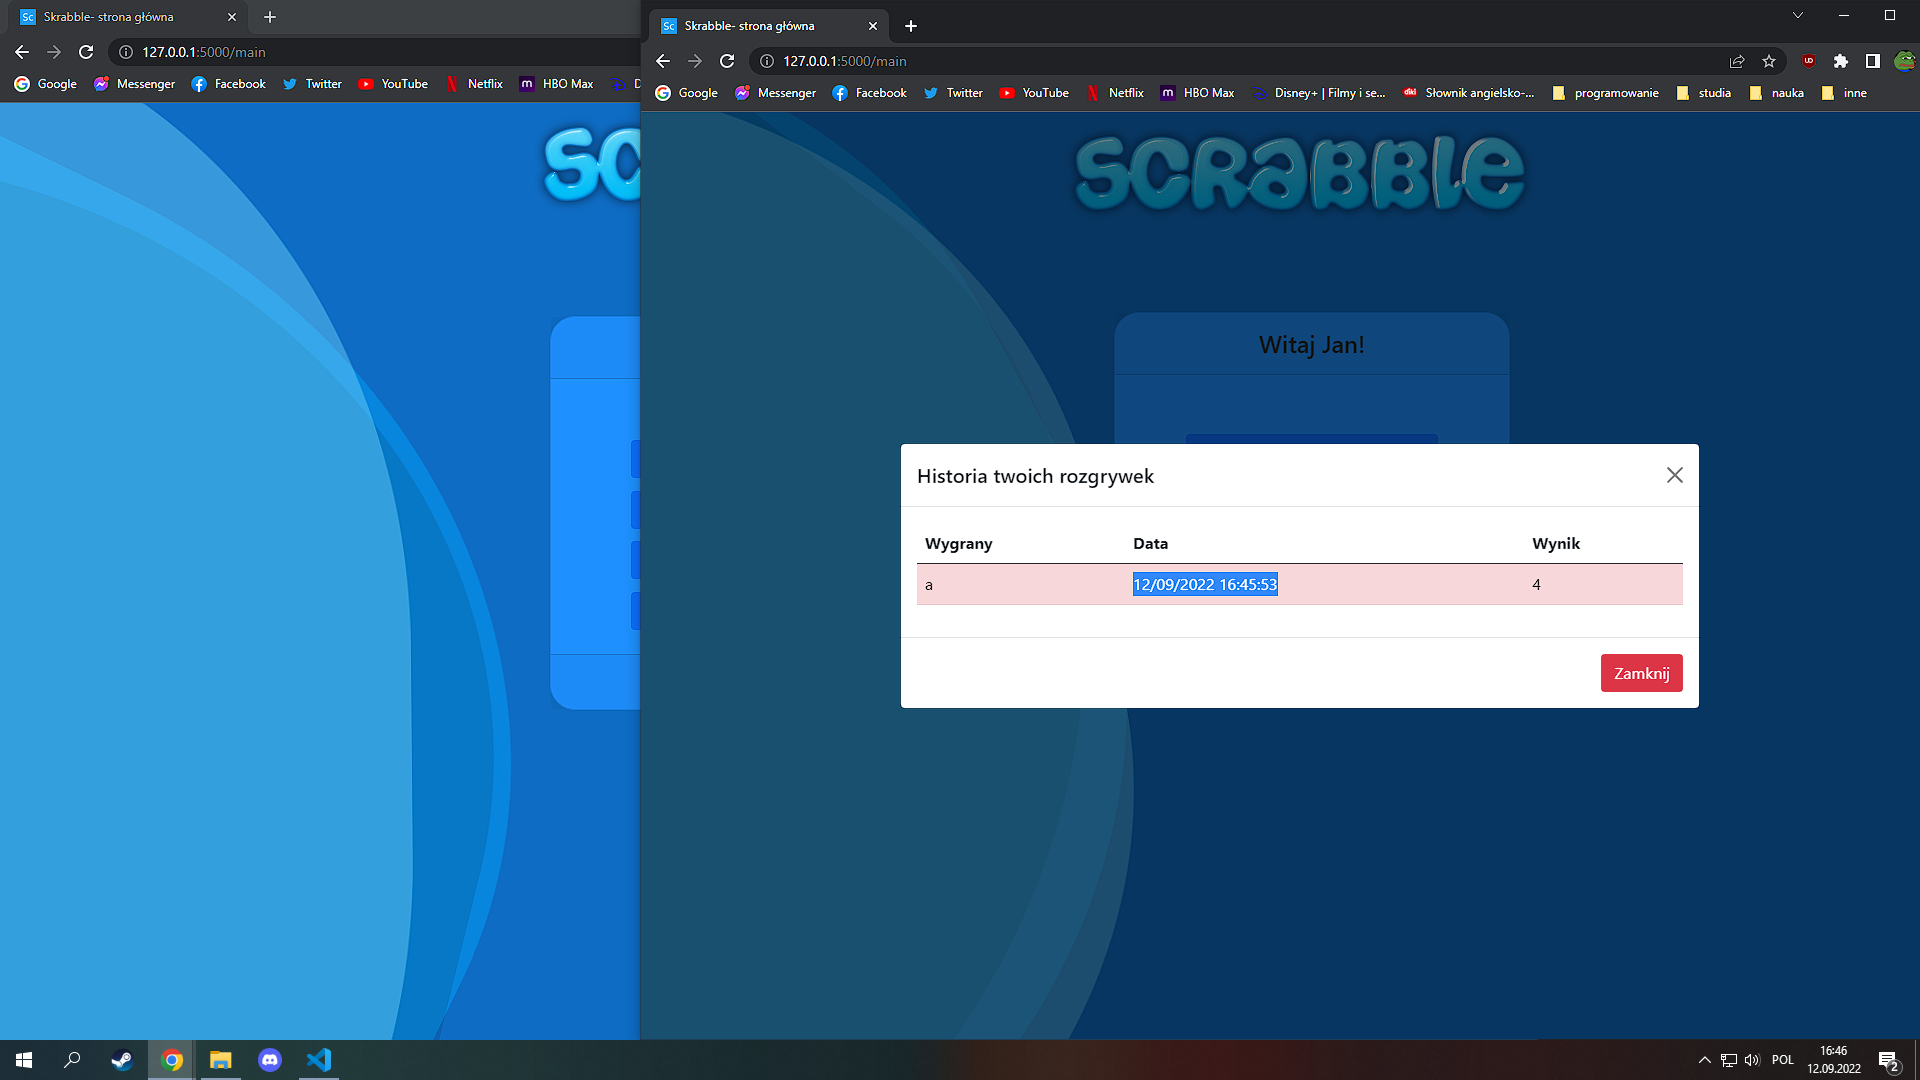 Skrabble- strona główna
127.0.0.1:5000/main
Google Messenger Facebook Twitter YouTube Netflix HBO Max D
SC
Skrabble- strona główna
127.0.0.1:5000/main
Google Messenger Facebook Twitter YouTube Netflix HBO Max Disney+ | Filmy i se... Słownik angielsko-... programowanie studia nauka inne
SCRABBLE
Witaj Jan!
Historia twoich rozgrywek
Wygrany Data Wynik
a 12/09/2022 16:45:53 4
Zamknij
POL
16:46
12.09.2022
2